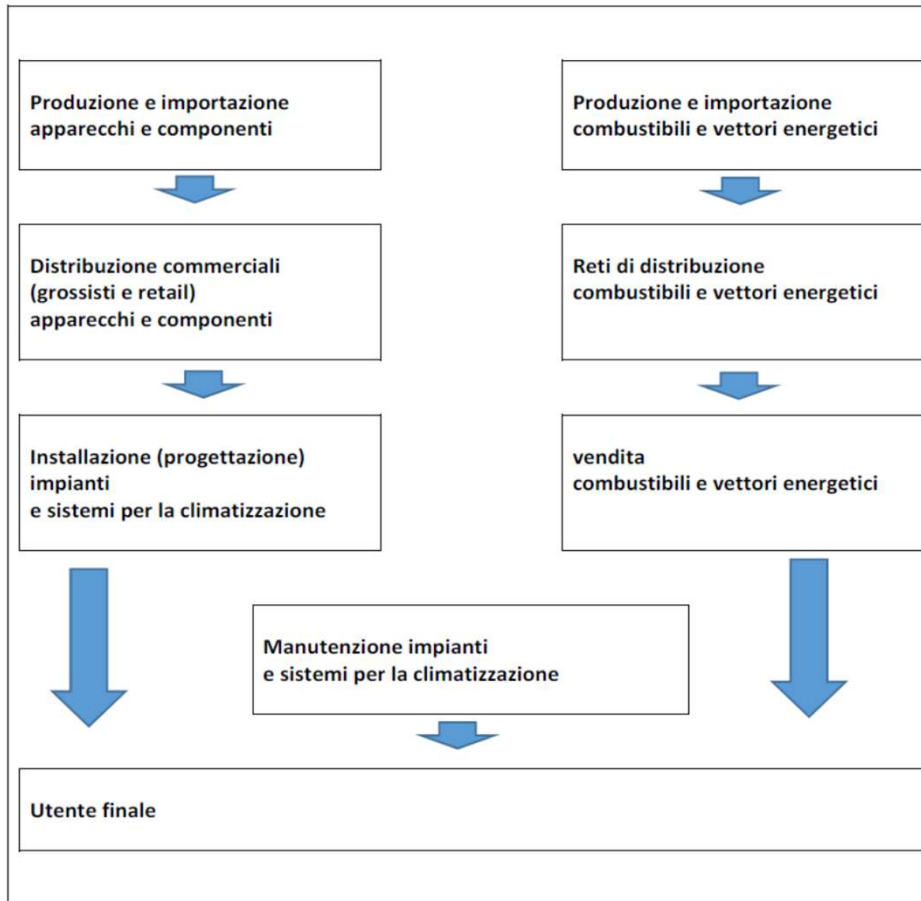 Produzione e importazione
apparecchi e componenti
Produzione e importazione
combustibili e vettori energetici
Distribuzione commerciali
(grossisti e retail)
apparecchi e componenti
Reti di distribuzione
combustibili e vettori energetici
Installazione (progettazione)
impianti
e sistemi per la climatizzazione
vendita
combustibili e vettori energetici
Manutenzione impianti
e sistemi per la climatizzazione
Utente finale